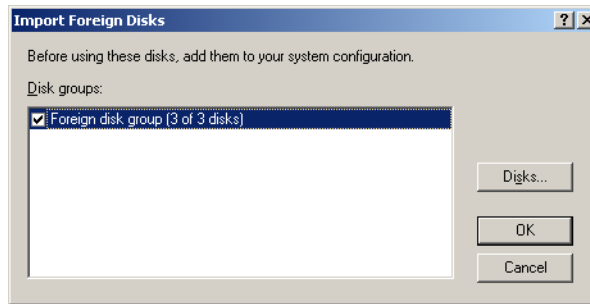 Import Foreign Disks
Before using these disks, add them to your system configuration.
Disk groups:
Foreign disk group (3 of 3 disks)
Disks...
OK
Cancel